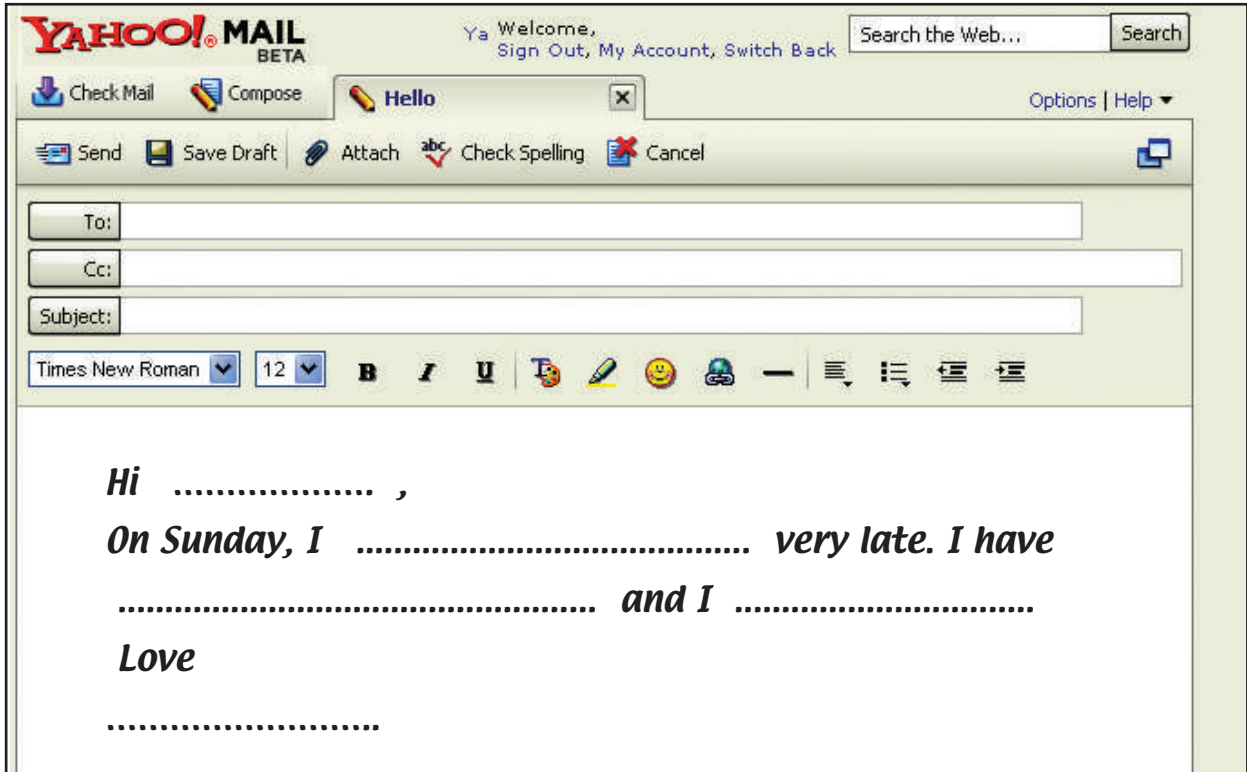 YAHOO!® MAIL Ya Welcome, Search the Web... Search
BETA Sign Out, My Account, Switch Back
Check Mail Compose Hello Options | Help
Send Save Draft Attach abc Check Spelling Cancel
To:
Cc:
Subject:
Times New Roman 12 B I U T
Hi ................... ,
On Sunday, I .......................................... very late. I have
................................................... and I ................................
Love
..........................